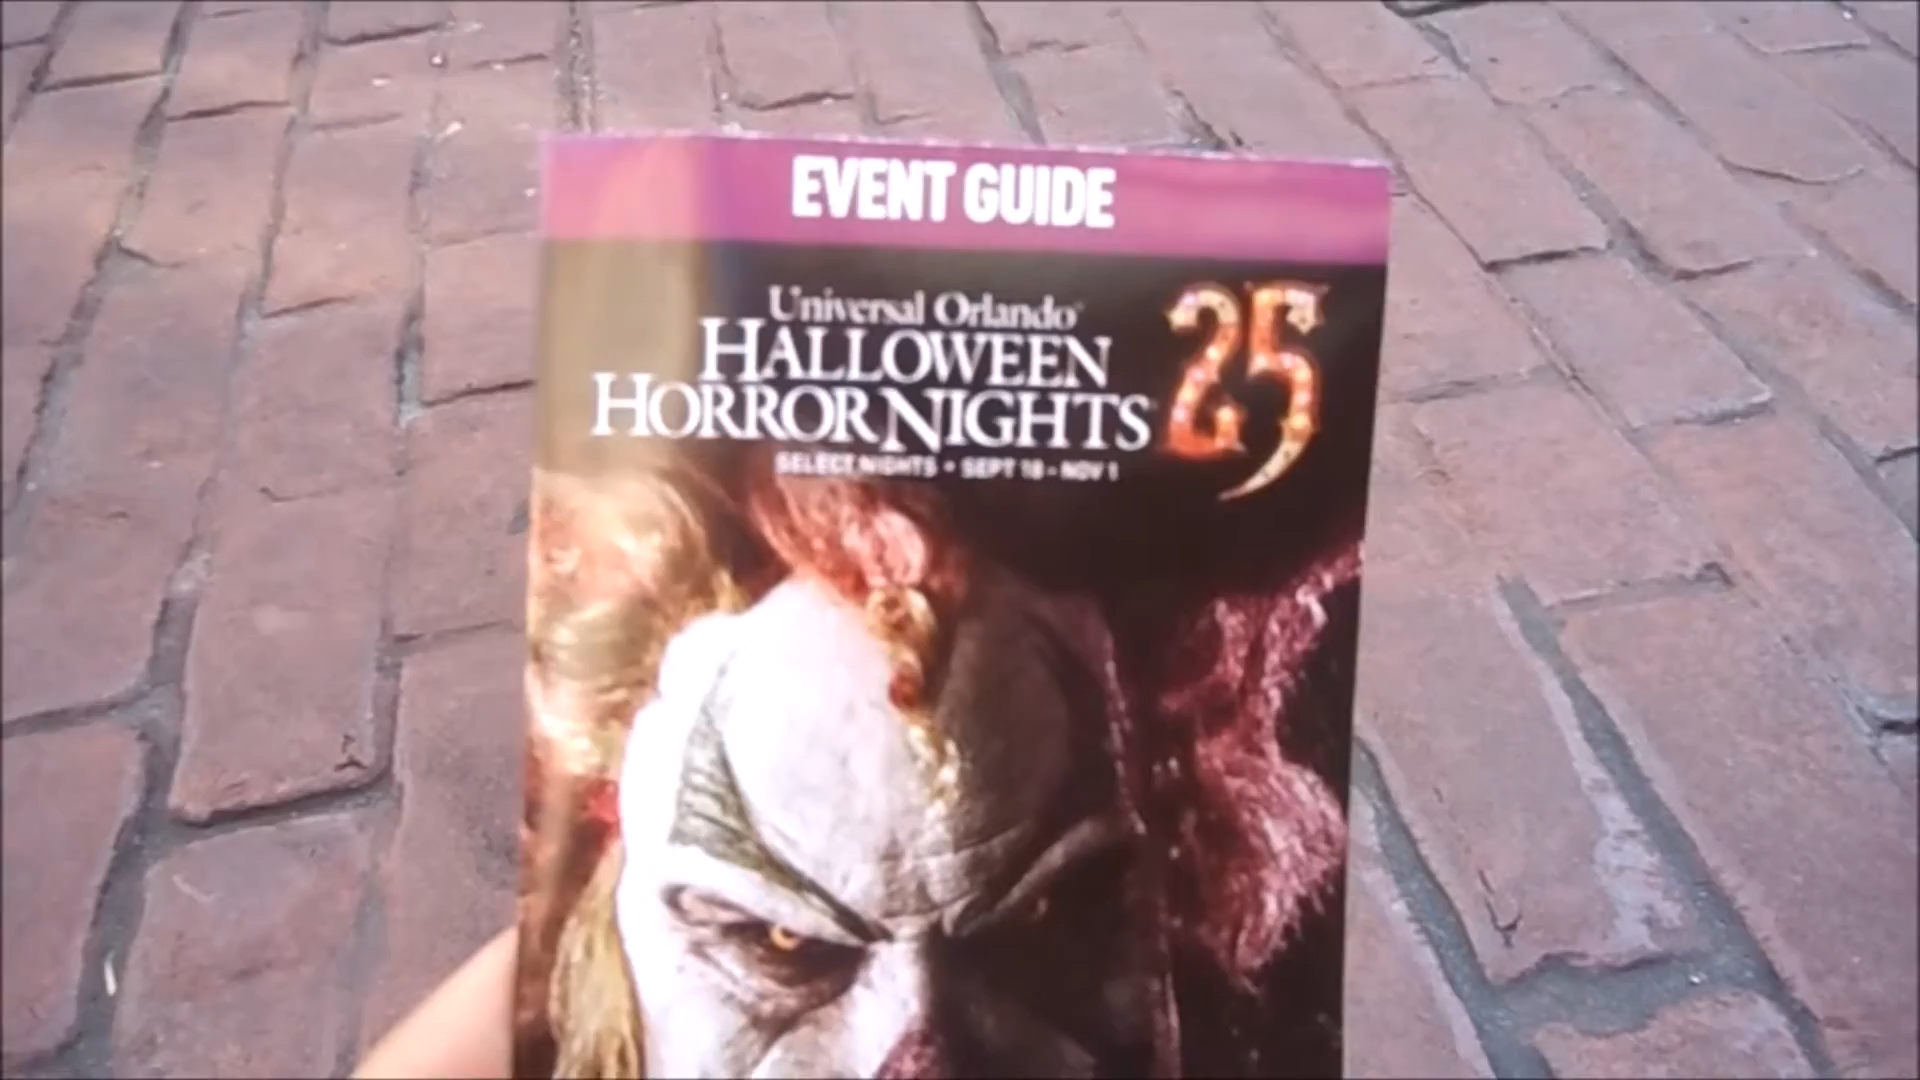 EVENT GUIDE
Universal Orlando
HALLOWEEN
HORROR NIGHTS
25
SELECT NIGHTS • SEPT 18 - NOV 1